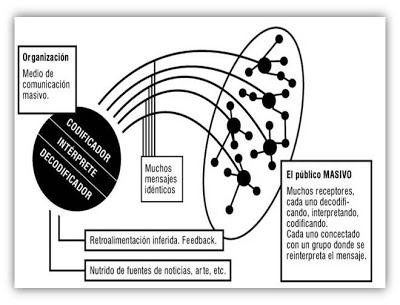 Organización
Medio de
comunicación
masivo.
CODIFICADOR
INTÉRPRETE
DECODIFICADOR
Muchos
mensajes
idénticos
El público MASIVO
Muchos receptores,
cada uno decodifi-
cando, interpretando,
codificando.
Cada uno conectado
con un grupo donde se
reinterpreta el mensaje.
Retroalimentación inferida. Feedback.
Nutrido de fuentes de noticias, arte, etc.